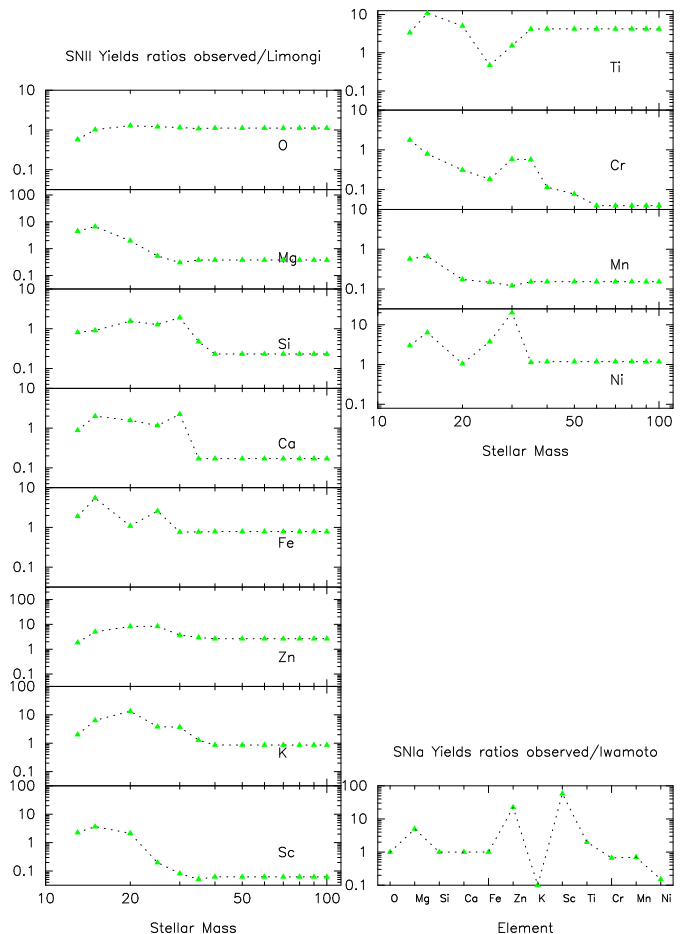 SNII Yields ratios observed/Limongi
10
1
0.1
O
100
10
1
0.1
Mg
10
1
0.1
Si
10
1
0.1
Ca
10
1
0.1
Fe
100
10
1
0.1
Zn
100
10
1
0.1
K
100
10
1
0.1
Sc
10 20 50 100
Stellar Mass
10
1
0.1
Ti
10
1
0.1
Cr
10
1
0.1
Mn
10
1
0.1
Ni
10 20 50 100
Stellar Mass
SNIa Yields ratios observed/Iwamoto
100
10
1
0.1
O Mg Si Ca Fe Zn K Sc Ti Cr Mn Ni
Element